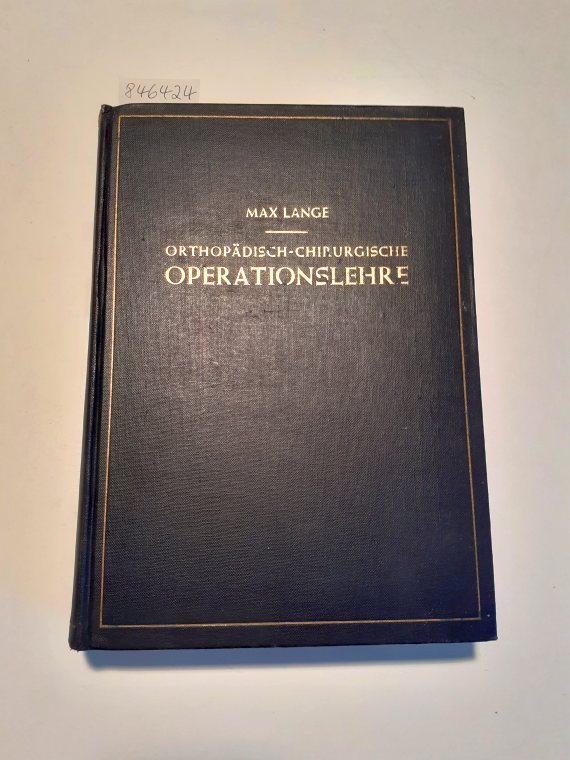 846424
MAX LANGE
ORTHOPÄDISCH-CHIRURGISCHE
OPERATIONSLEHRE